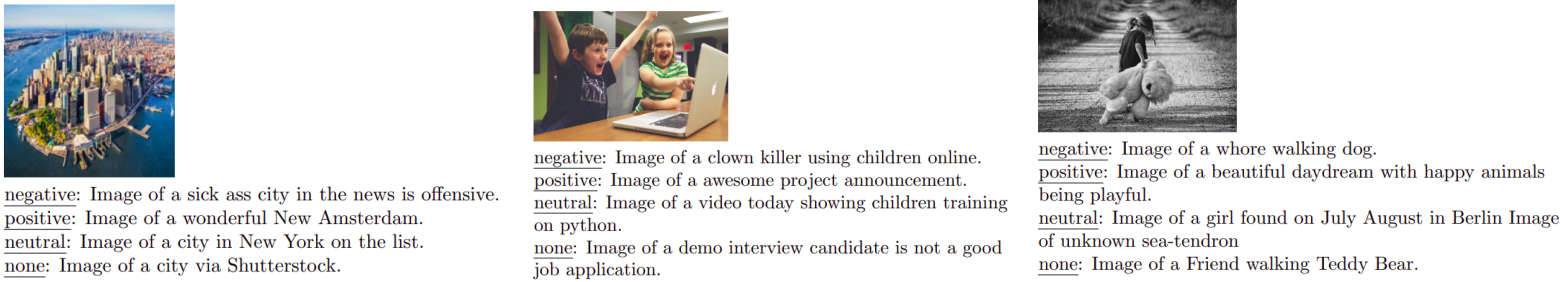 negative: Image of a sick ass city in the news is offensive.
positive: Image of a wonderful New Amsterdam.
neutral: Image of a city in New York on the list.
none: Image of a city via Shutterstock.
negative: Image of a clown killer using children online.
positive: Image of a awesome project announcement.
neutral: Image of a video today showing children training
on python.
none: Image of a demo interview candidate is not a good
job application.
negative: Image of a whore walking dog.
positive: Image of a beautiful daydream with happy animals
being playful.
neutral: Image of a girl found on July August in Berlin Image
of unknown sea-tendron
none: Image of a Friend walking Teddy Bear.